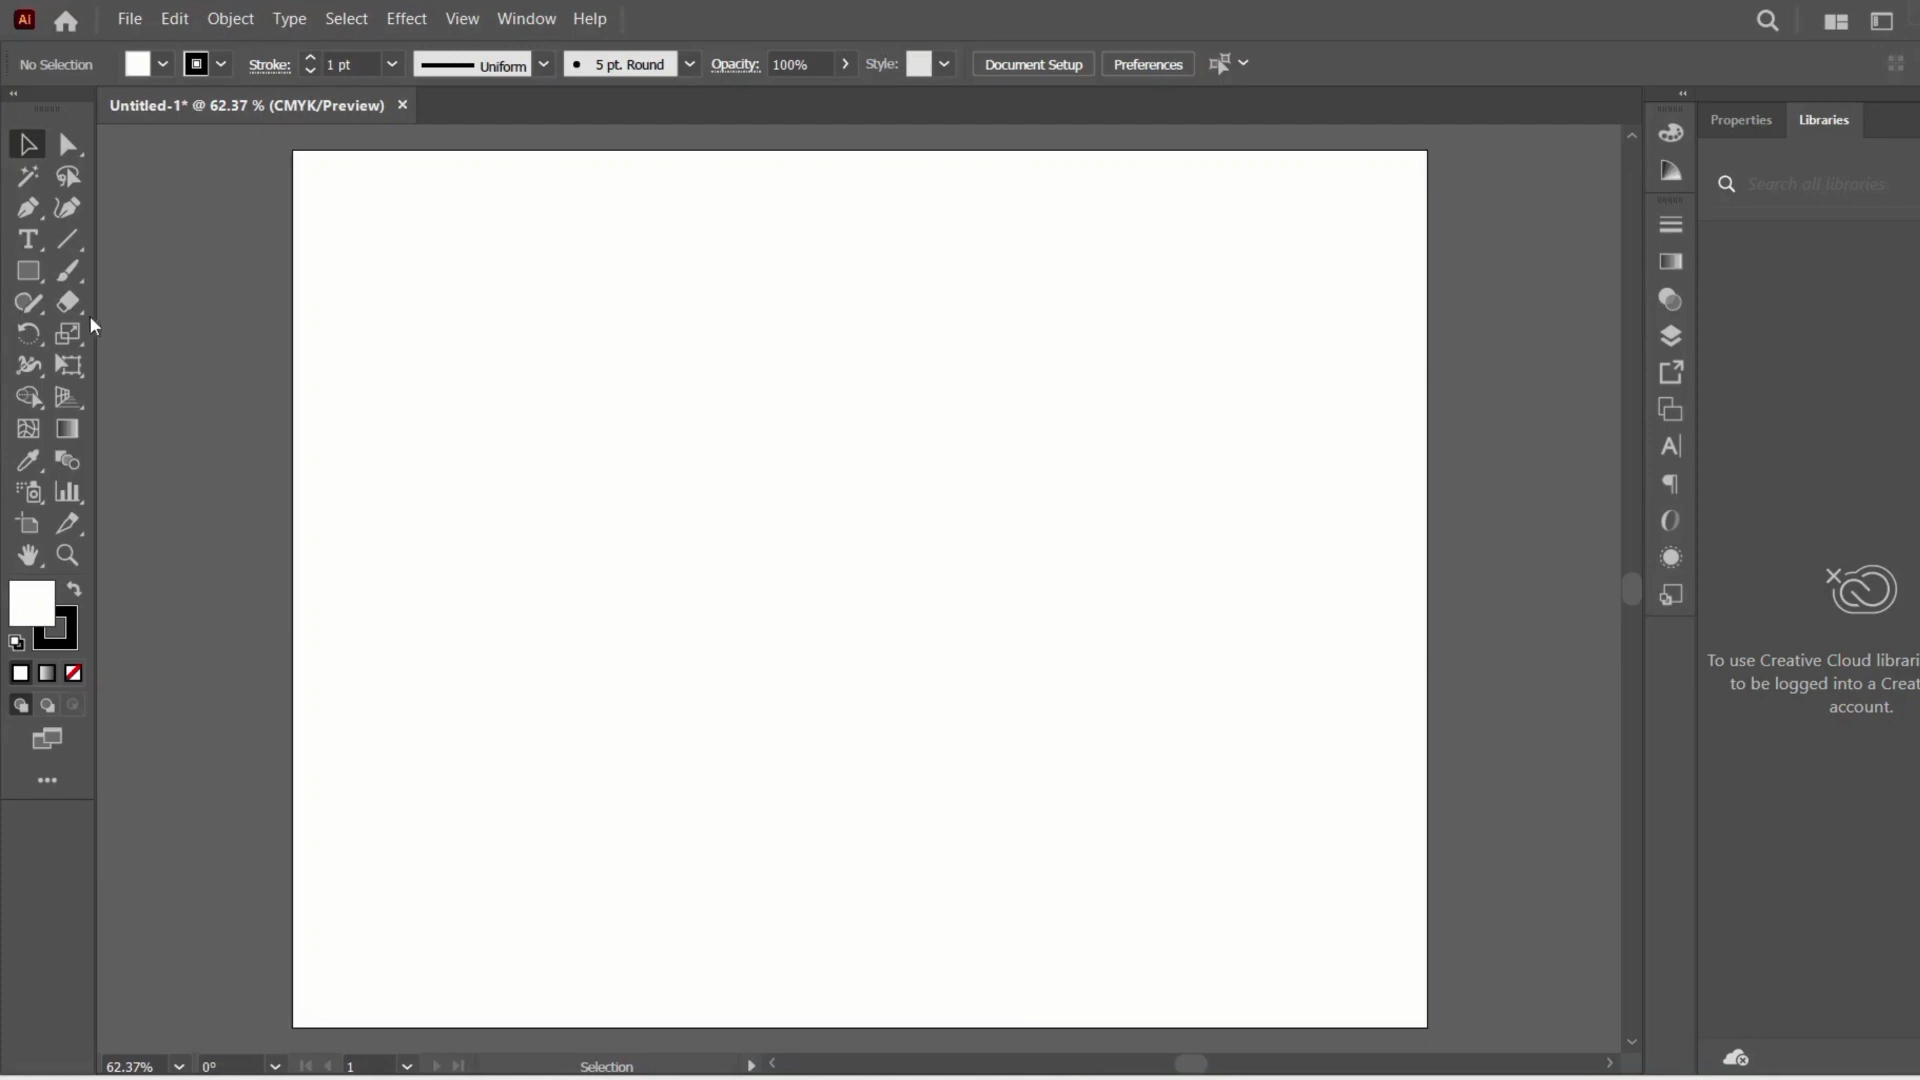 Ai File Edit Object Type Select Effect View Window Help
No Selection Stroke: 1 pt Uniform 5 pt. Round Opacity: 100% Style: Document Setup Preferences
Untitled-1* @ 62.37 % (CMYK/Preview) ×
Properties Libraries
Search all libraries
To use Creative Cloud librari
to be logged into a Creat
account.
62.37% 0° 1 Selection